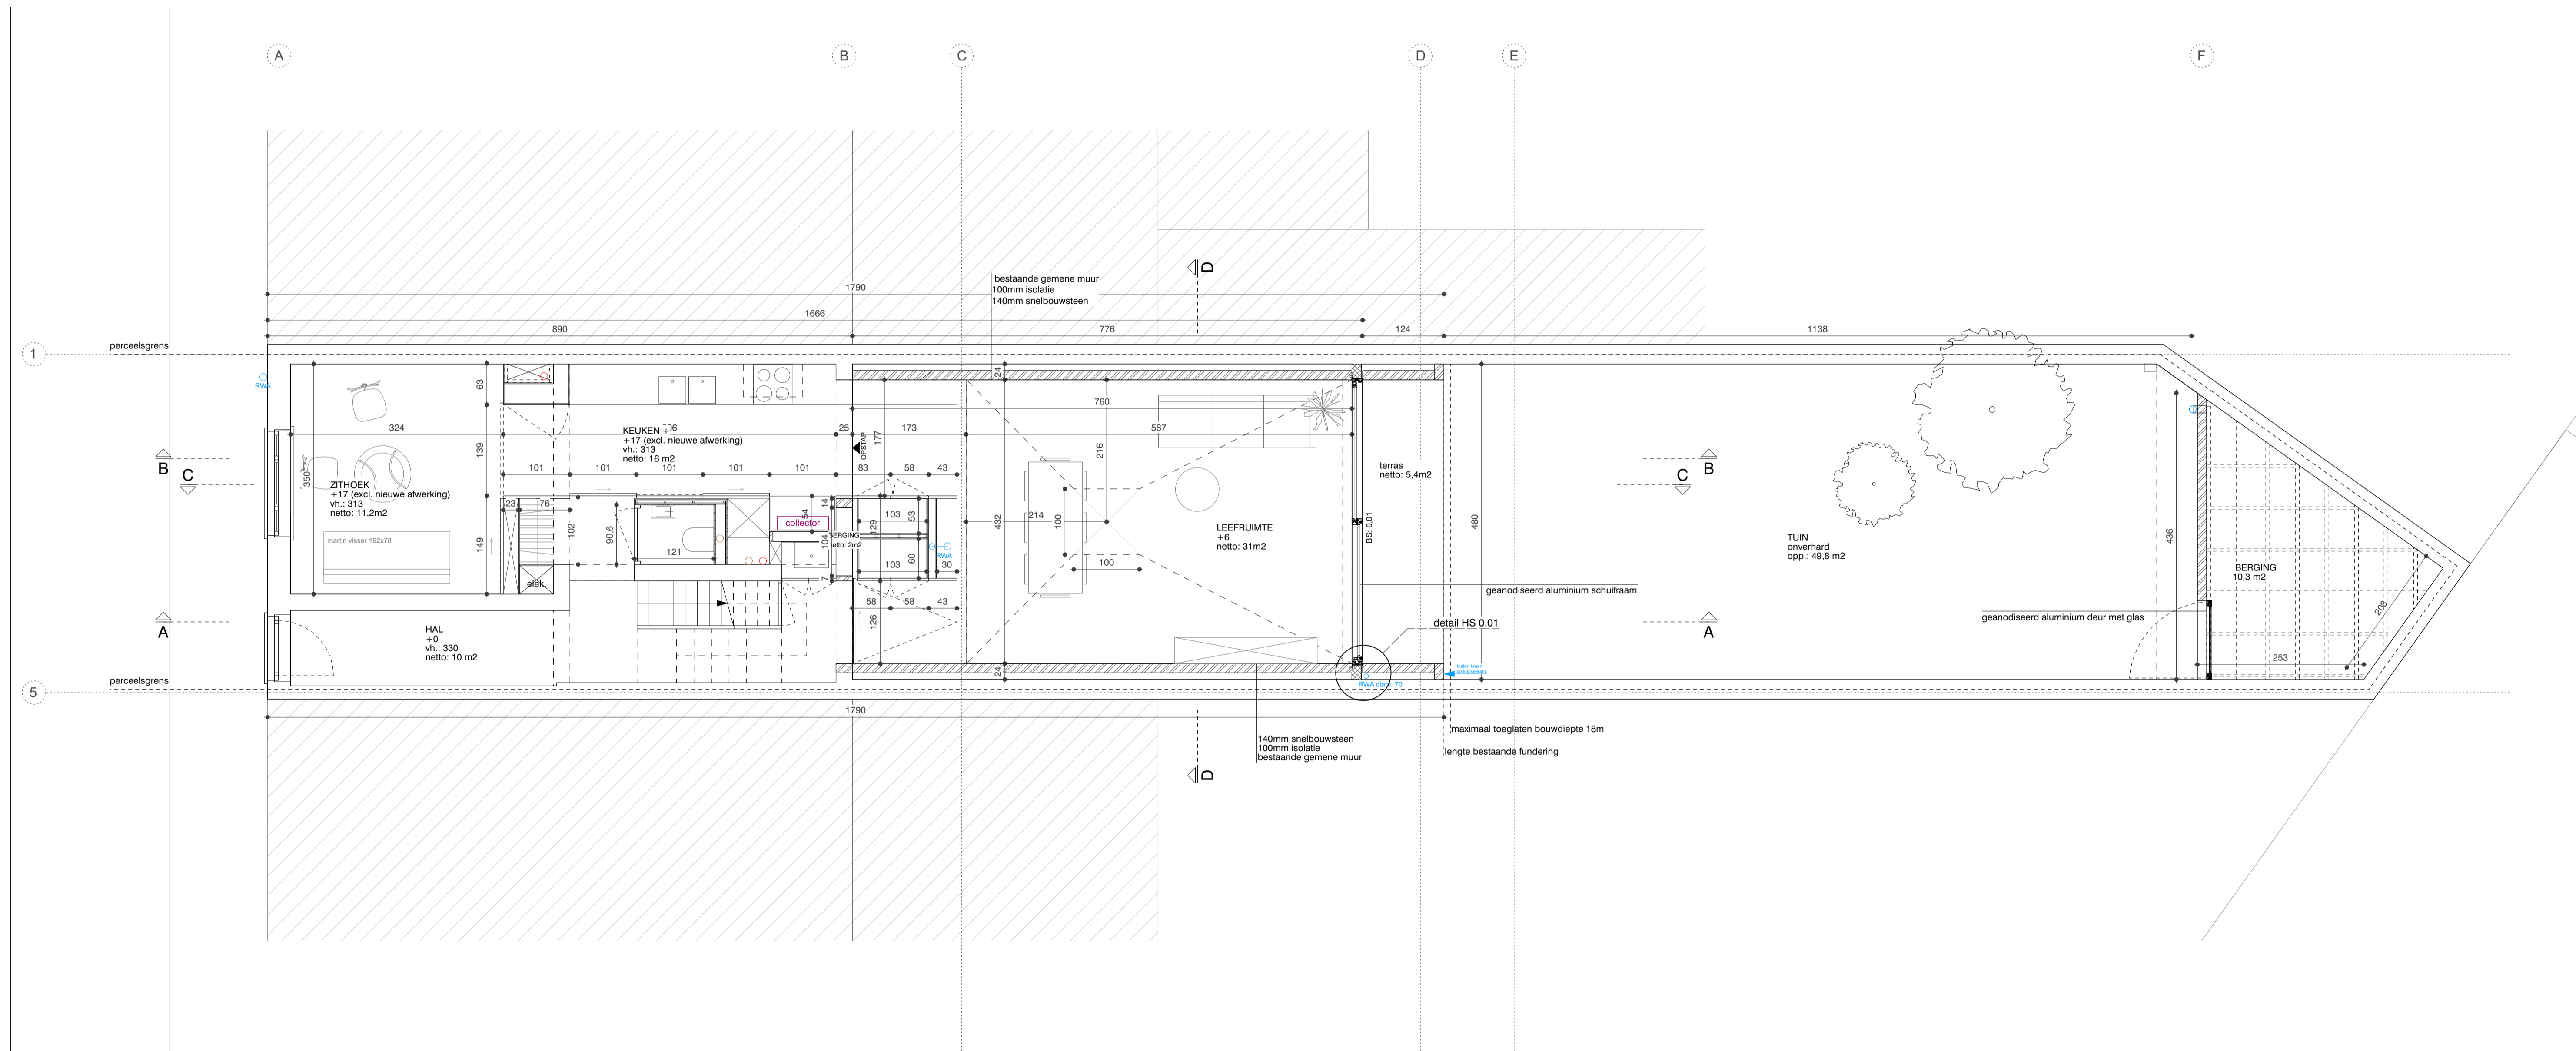 A
B
C
D
E
F
D
bestaande gemene muur
1790
100mm isolatie
140mm snelbouwsteen
1666
890
776
124
1138
perceelsgrens
1
RWA
24
63
760
324
25
173
587
OPSTAP
177
KEUKEN +
+17 (excl. nieuwe afwerking)
vh.: 313
netto: 16 m2
139
216
350
101
101
101
101
101
83
58
43
B
C
B
C
terras
netto: 5,4m2
ZITHOEK
+17 (excl. nieuwe afwerking)
vh.: 313
netto: 11,2m2
23
76
14
54
103
53
collector
102
90,6
129
104
BERGING
netto: 2m2
214
100
432
LEEFRUIMTE
+6
netto: 31m2
BS: 0,01
480
436
TUIN
onverhard
opp.: 49,8 m2
martin visser 192x78
149
121
RWA
60
103
30
100
7
elek.
BERGING
10,3 m2
geanodiseerd aluminium schuifraam
58
58
43
126
208
A
HAL
+0
vh.: 330
netto: 10 m2
detail HS 0.01
A
geanodiseerd aluminium deur met glas
253
24
buiten kraan
perceelsgrens
RWA diam. 70
5
1790
maximaal toeglaten bouwdiepte 18m
140mm snelbouwsteen
100mm isolatie
bestaande gemene muur
lengte bestaande fundering
D